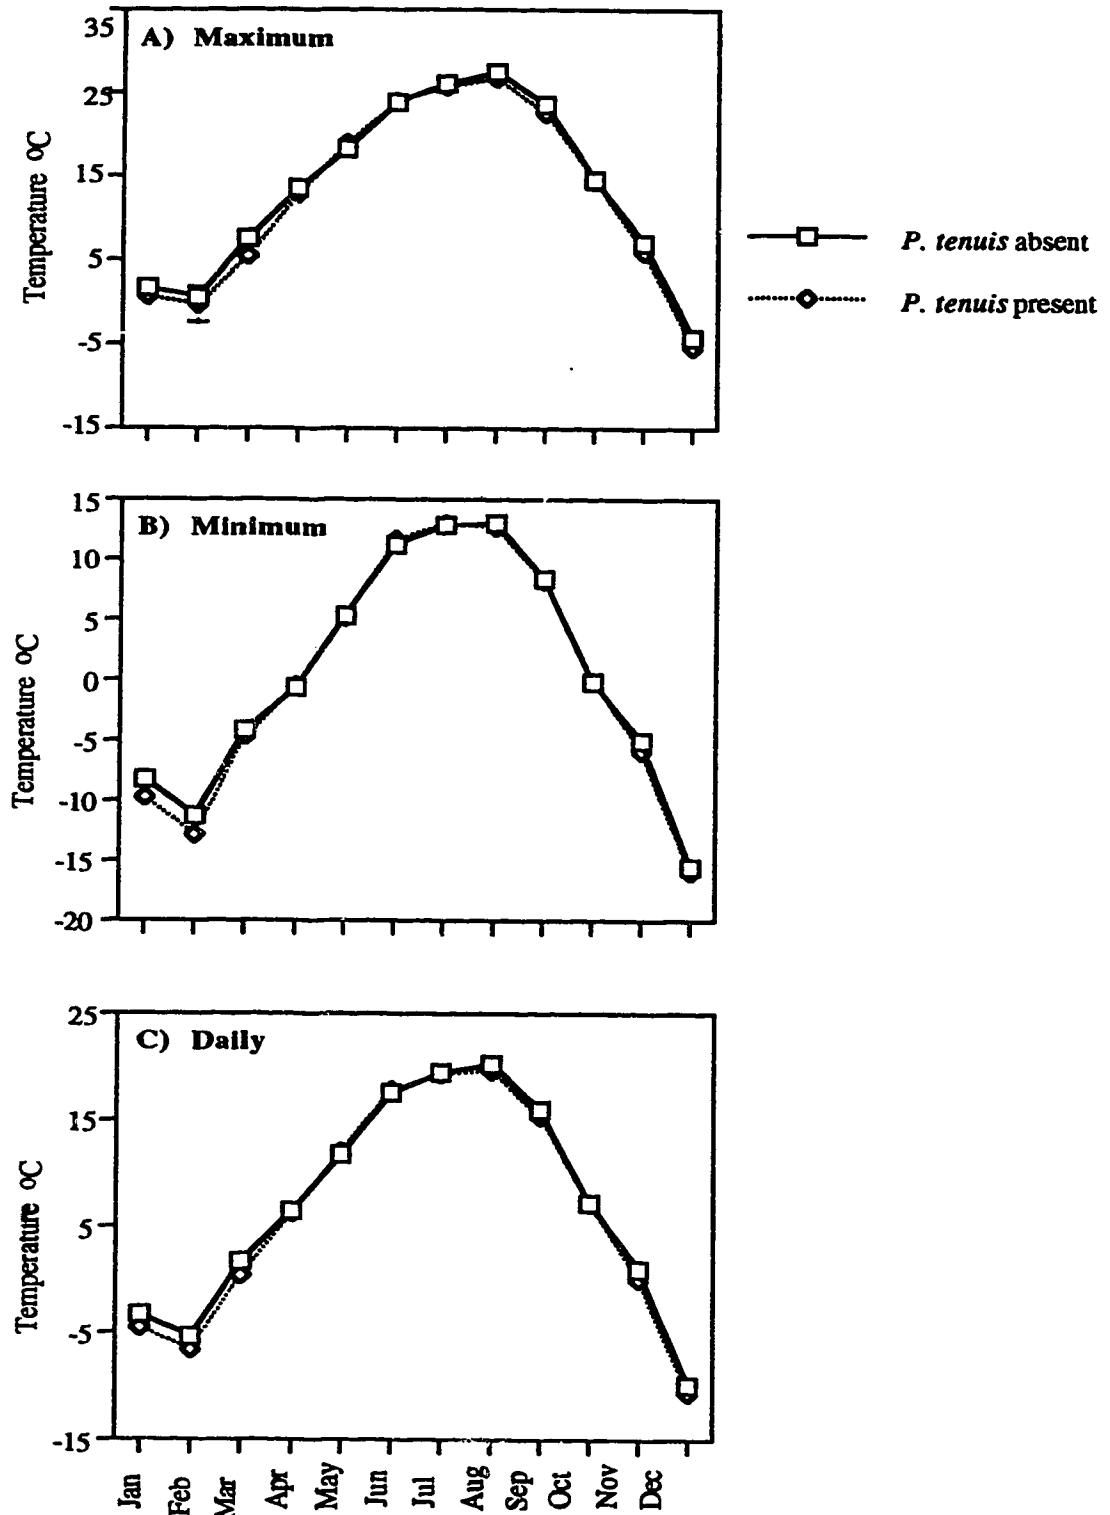 A) Maximum
35
25
15
5
-5
-15
Temperature ºC
P. tenuis absent
P. tenuis present
B) Minimum
15
10
5
0
-5
-10
-15
-20
Temperature ºC
C) Daily
25
15
5
-5
-15
Temperature ºC
Jan Feb Mar Apr May Jun Jul Aug Sep Oct Nov Dec